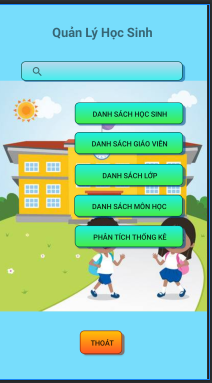 Quản Lý Học Sinh
DANH SÁCH HỌC SINH
DANH SÁCH GIÁO VIÊN
DANH SÁCH LỚP
DANH SÁCH MÔN HỌC
PHÂN TÍCH THỐNG KÊ
THOÁT